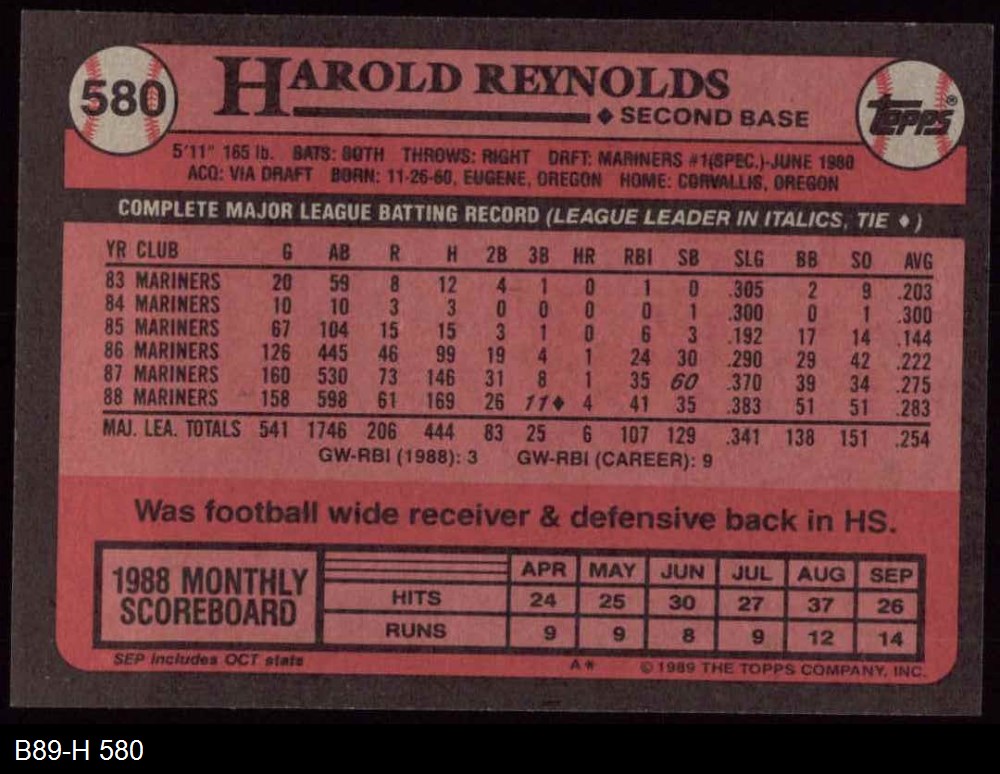 580
HAROLD REYNOLDS
♦ SECOND BASE
TOPPS®
5'11" 165 lb. BATS: BOTH THROWS: RIGHT DRFT: MARINERS #1(SPEC.)-JUNE 1980
ACQ: VIA DRAFT BORN: 11-26-60, EUGENE, OREGON HOME: CORVALLIS, OREGON
COMPLETE MAJOR LEAGUE BATTING RECORD (LEAGUE LEADER IN ITALICS, TIE ♦)
YR CLUB G AB R H 2B 3B HR RBI SB SLG BB SO AVG
83 MARINERS 20 59 8 12 4 1 0 1 0 .305 2 9 .203
84 MARINERS 10 10 3 3 0 0 0 0 1 .300 0 1 .300
85 MARINERS 67 104 15 15 3 1 0 6 3 .192 17 14 .144
86 MARINERS 126 445 46 99 19 4 1 24 30 .290 29 42 .222
87 MARINERS 160 530 73 146 31 8 1 35 60 .370 39 34 .275
88 MARINERS 158 598 61 169 26 11♦ 4 41 35 .383 51 51 .283
MAJ. LEA. TOTALS 541 1746 206 444 83 25 6 107 129 .341 138 151 .254
GW-RBI (1988): 3 GW-RBI (CAREER): 9
Was football wide receiver & defensive back in HS.
1988 MONTHLY
SCOREBOARD
APR MAY JUN JUL AUG SEP
HITS 24 25 30 27 37 26
RUNS 9 9 8 9 12 14
SEP includes OCT stats
A* © 1989 THE TOPPS COMPANY, INC.
B89-H 580